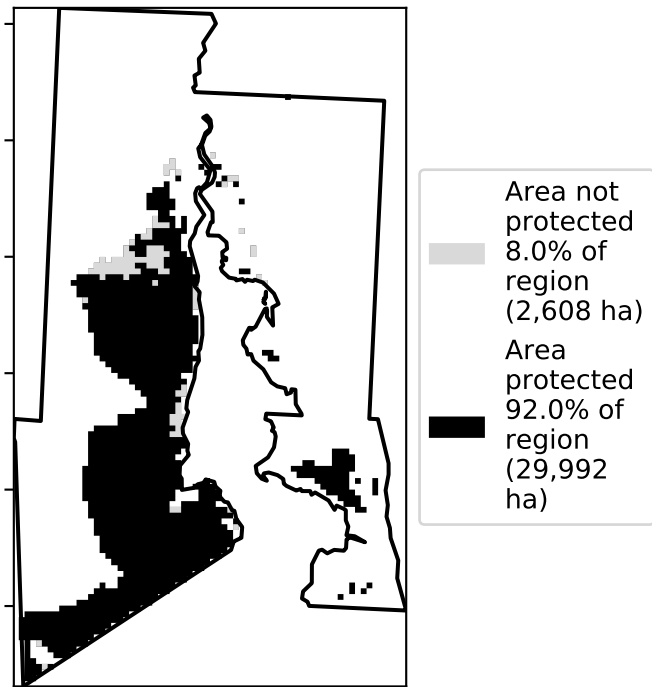 Area not
protected
8.0% of
region
(2,608 ha)
Area
protected
92.0% of
region
(29,992
ha)